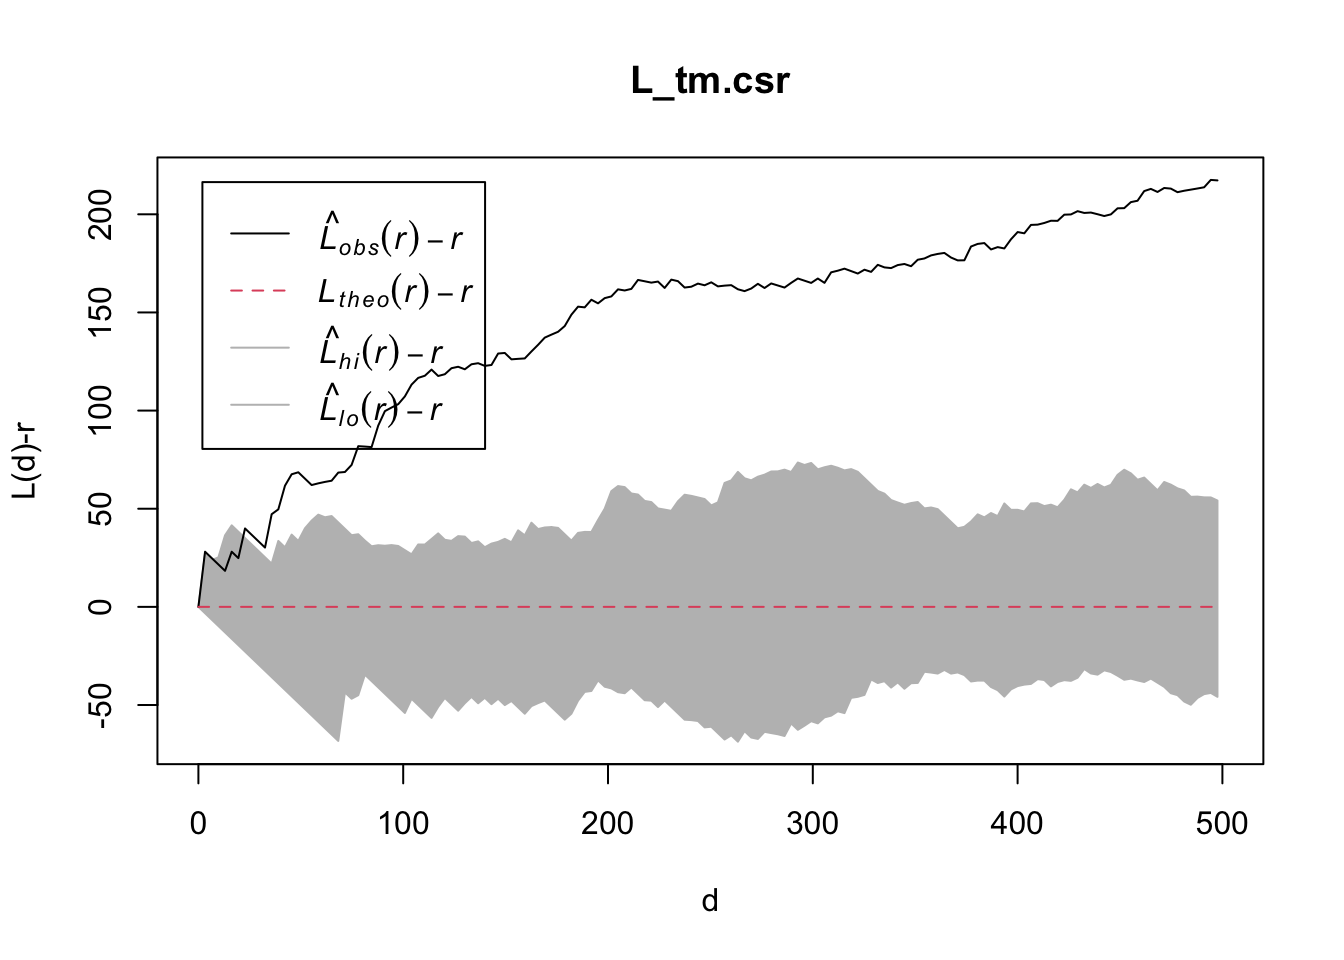 L_tm.csr
L(d)-r
200
150
100
50
0
-50
L̂obs(r) − r
Ltheo(r) − r
L̂hi(r) − r
L̂lo(r) − r
0 100 200 300 400 500
d